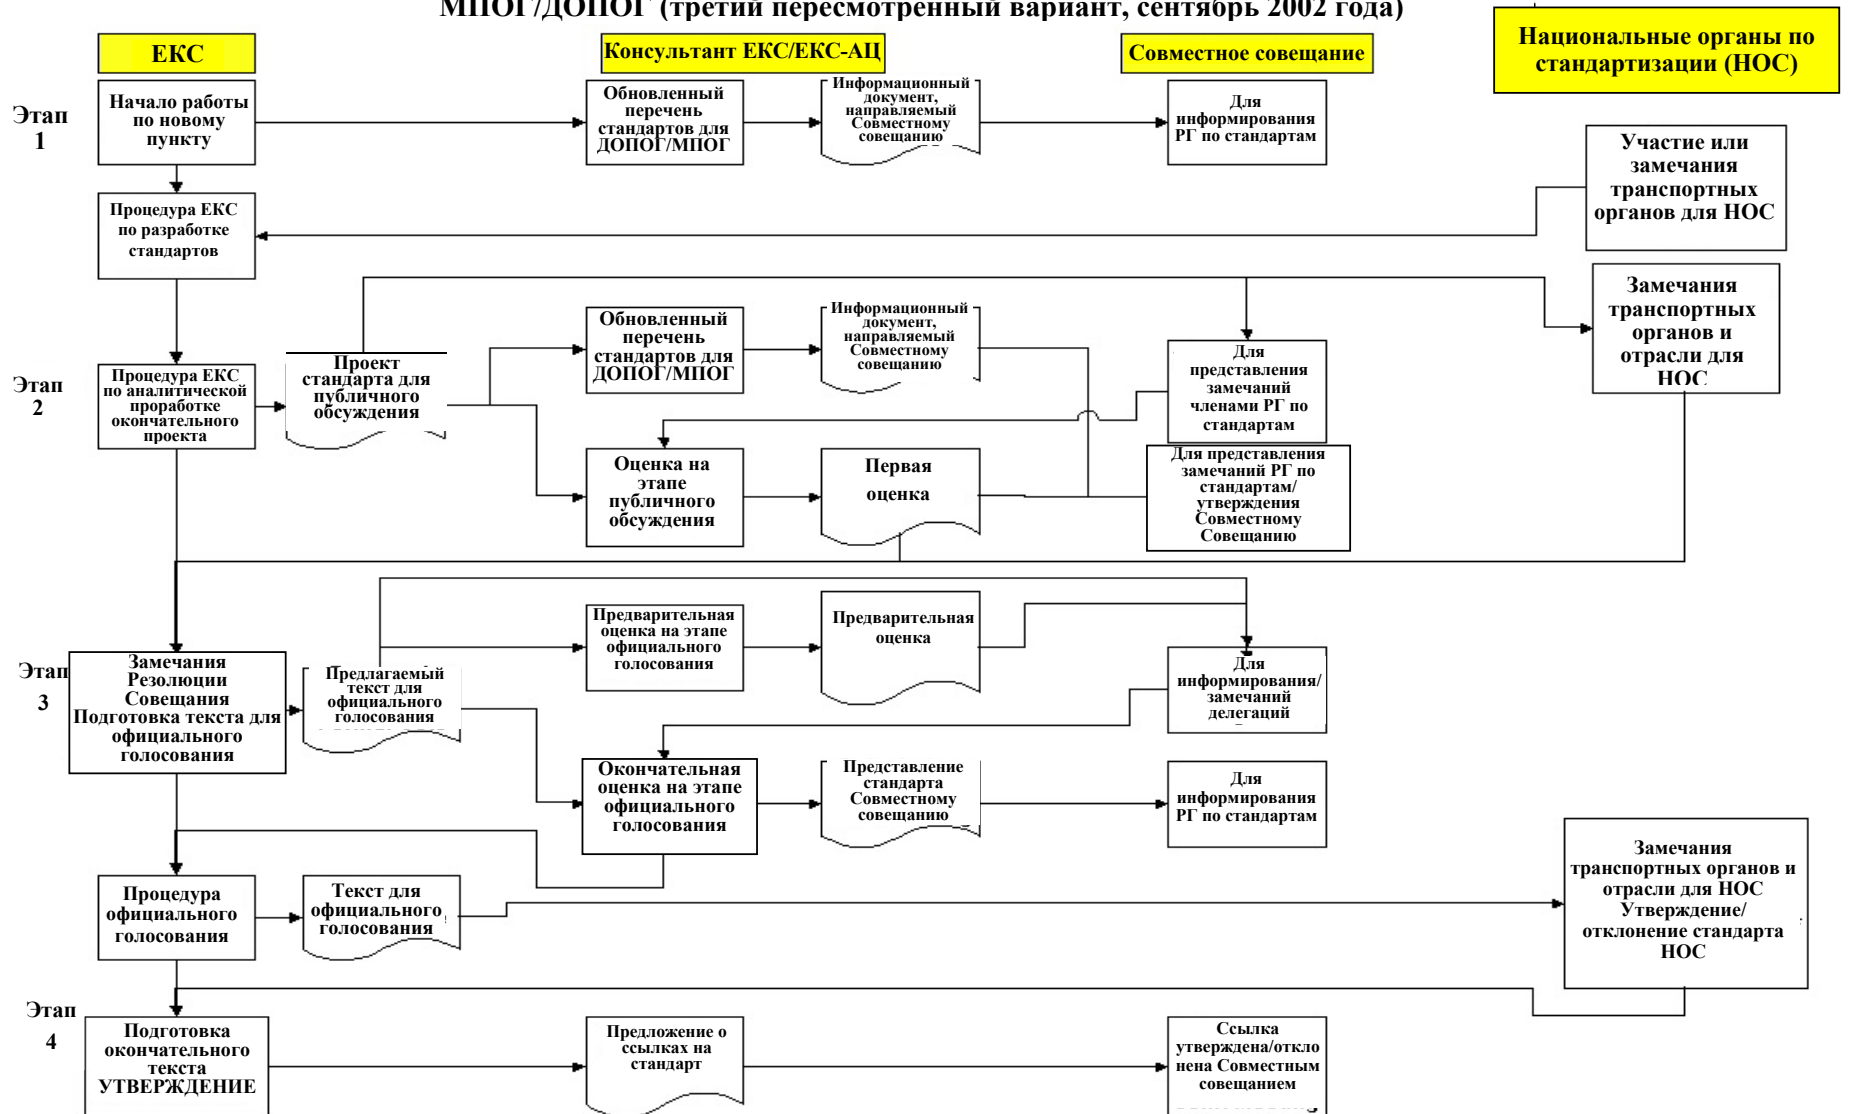 МПОГ/ДОПОГ (третий пересмотренный вариант, сентябрь 2002 года)
ЕКС
Консультант ЕКС/ЕКС-АЦ
Совместное совещание
Национальные органы по
стандартизации (НОС)
Этап
1
Начало работы
по новому
пункту
Обновленный
перечень
стандартов для
ДОПОГ/МПОГ
Информационный
документ,
направляемый
Совместному
совещанию
Для
информирования
РГ по стандартам
Участие или
замечания
транспортных
органов для НОС
Процедура ЕКС
по разработке
стандартов
Этап
2
Процедура ЕКС
по аналитической
проработке
окончательного
проекта
Проект
стандарта для
публичного
обсуждения
Обновленный
перечень
стандартов для
ДОПОГ/МПОГ
Информационный
документ,
направляемый
Совместному
совещанию
Для
представления
замечаний
членами РГ по
стандартам
Замечания
транспортных
органов и
отрасли для
НОС
Оценка на
этапе
публичного
обсуждения
Первая
оценка
Для представления
замечаний РГ по
стандартам/
утверждения
Совместному
Совещанию
Этап
3
Замечания
Резолюции
Совещания
Подготовка текста для
официального
голосования
Предлагаемый
текст для
официального
голосования
Предварительная
оценка на этапе
официального
голосования
Предварительная
оценка
Для
информирования/
замечаний
делегаций
Окончательная
оценка на этапе
официального
голосования
Представление
стандарта
Совместному
совещанию
Для
информирования
РГ по стандартам
Процедура
официального
голосования
Текст для
официального
голосования
Замечания
транспортных органов и
отрасли для НОС
Утверждение/
отклонение стандарта
НОС
Этап
4
Подготовка
окончательного
текста
УТВЕРЖДЕНИЕ
Предложение о
ссылках на
стандарт
Ссылка
утверждена/откло
нена Совместным
совещанием